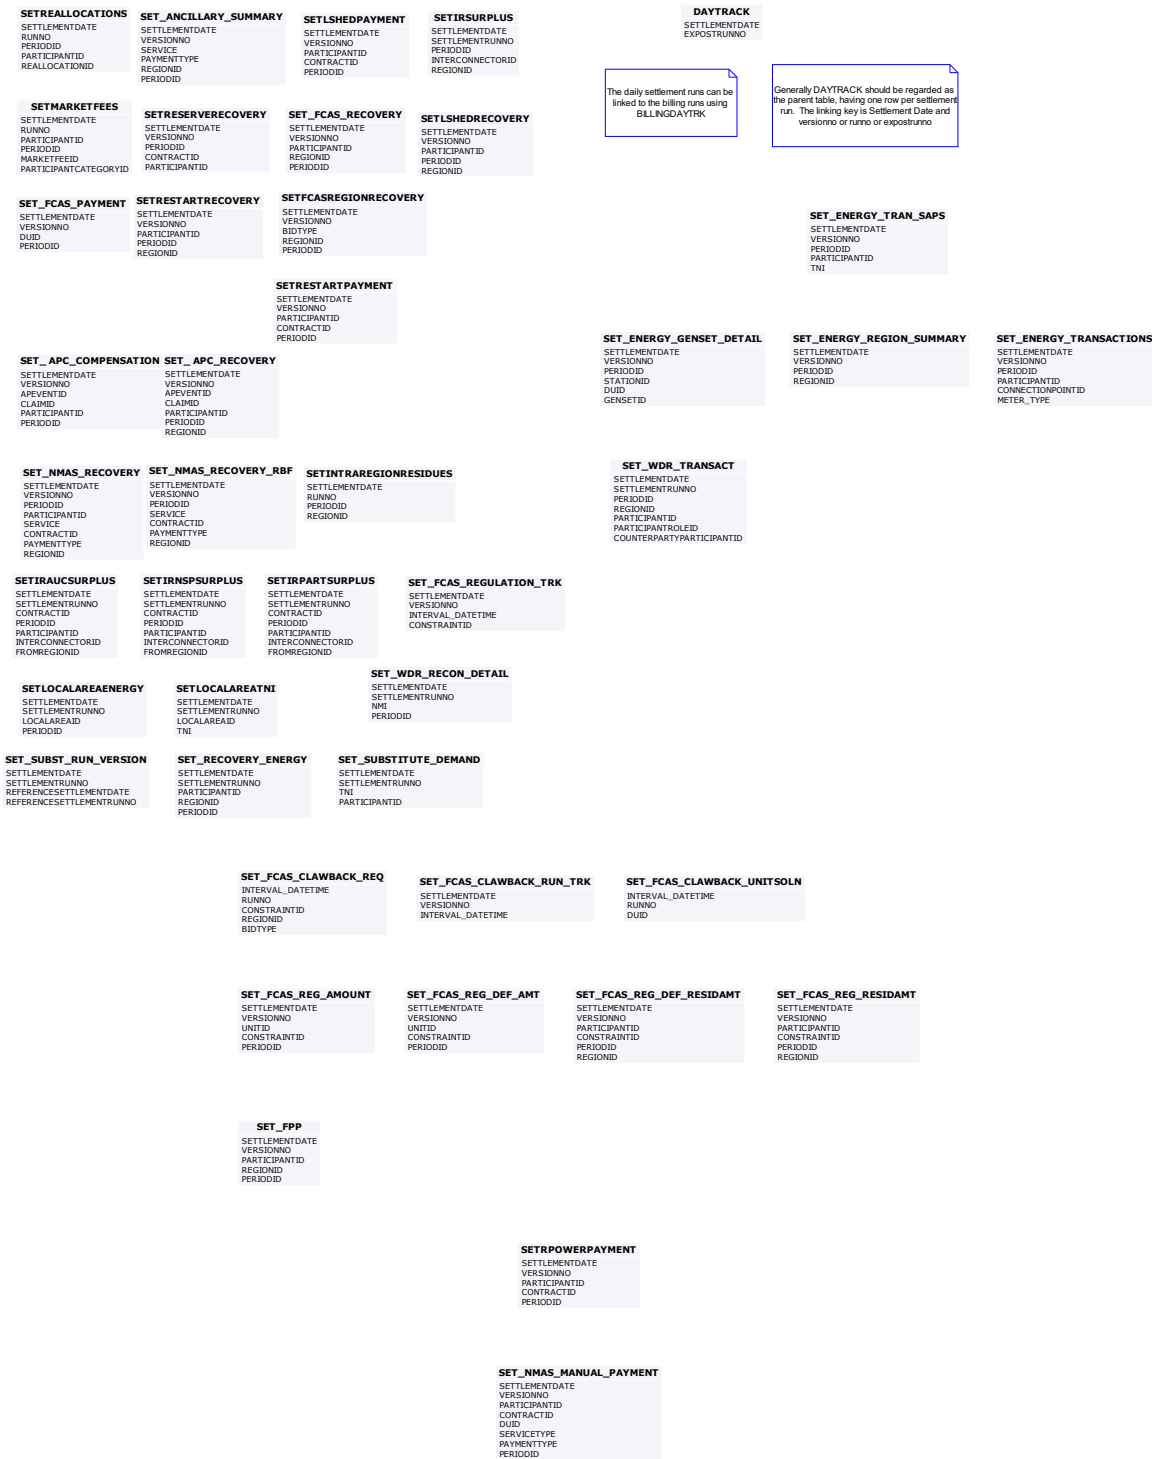 SETREALLOCATIONS
SETTLEMENTDATE
RUNNO
PERIODID
PARTICIPANTID
REALLOCATIONID
SET_ANCILLARY_SUMMARY
SETTLEMENTDATE
VERSIONNO
SERVICE
PAYMENTTYPE
REGIONID
PERIODID
SETLSHEDPAYMENT
SETTLEMENTDATE
VERSIONNO
PARTICIPANTID
CONTRACTID
PERIODID
SETIRSURPLUS
SETTLEMENTDATE
SETTLEMENTRUNNO
PERIODID
INTERCONNECTORID
REGIONID
DAYTRACK
SETTLEMENTDATE
EXPOSTRUNNO
The daily settlement runs can be
linked to the billing runs using
BILLINGDAYTRK
Generally DAYTRACK should be regarded as
the parent table, having one row per settlement
run. The linking key is Settlement Date and
versionno or runno or expostrunno
SETMARKETFEES
SETTLEMENTDATE
RUNNO
PARTICIPANTID
PERIODID
MARKETFEEID
PARTICIPANTCATEGORYID
SETRESERVERECOVERY
SETTLEMENTDATE
VERSIONNO
PERIODID
CONTRACTID
PARTICIPANTID
SET_FCAS_RECOVERY
SETTLEMENTDATE
VERSIONNO
PARTICIPANTID
REGIONID
PERIODID
SETLSHEDRECOVERY
SETTLEMENTDATE
VERSIONNO
PARTICIPANTID
PERIODID
REGIONID
SET_FCAS_PAYMENT
SETTLEMENTDATE
VERSIONNO
DUID
PERIODID
SETRESTARTRECOVERY
SETTLEMENTDATE
VERSIONNO
PARTICIPANTID
PERIODID
REGIONID
SETFCASREGIONRECOVERY
SETTLEMENTDATE
VERSIONNO
BIDTYPE
REGIONID
PERIODID
SET_ENERGY_TRAN_SAPS
SETTLEMENTDATE
VERSIONNO
PERIODID
PARTICIPANTID
TNI
SETRESTARTPAYMENT
SETTLEMENTDATE
VERSIONNO
PARTICIPANTID
CONTRACTID
PERIODID
SET_ENERGY_GENSET_DETAIL
SETTLEMENTDATE
VERSIONNO
PERIODID
STATIONID
DUID
GENSETID
SET_ENERGY_REGION_SUMMARY
SETTLEMENTDATE
VERSIONNO
PERIODID
REGIONID
SET_ENERGY_TRANSACTIONS
SETTLEMENTDATE
VERSIONNO
PERIODID
PARTICIPANTID
CONNECTIONPOINTID
METER_TYPE
SET_ APC_COMPENSATION
SETTLEMENTDATE
VERSIONNO
APEVENTID
CLAIMID
PARTICIPANTID
PERIODID
SET_ APC_RECOVERY
SETTLEMENTDATE
VERSIONNO
APEVENTID
CLAIMID
PARTICIPANTID
PERIODID
REGIONID
SET_NMAS_RECOVERY
SETTLEMENTDATE
VERSIONNO
PERIODID
PARTICIPANTID
SERVICE
CONTRACTID
PAYMENTTYPE
REGIONID
SET_NMAS_RECOVERY_RBF
SETTLEMENTDATE
VERSIONNO
PERIODID
SERVICE
CONTRACTID
PAYMENTTYPE
REGIONID
SETINTRAREGIONRESIDUES
SETTLEMENTDATE
RUNNO
PERIODID
REGIONID
SET_WDR_TRANSACT
SETTLEMENTDATE
SETTLEMENTRUNNO
PERIODID
REGIONID
PARTICIPANTID
PARTICIPANTROLEID
COUNTERPARTYPARTICIPANTID
SETIRAUCSURPLUS
SETTLEMENTDATE
SETTLEMENTRUNNO
CONTRACTID
PERIODID
PARTICIPANTID
INTERCONNECTORID
FROMREGIONID
SETIRNSPSURPLUS
SETTLEMENTDATE
SETTLEMENTRUNNO
CONTRACTID
PERIODID
PARTICIPANTID
INTERCONNECTORID
FROMREGIONID
SETIRPARTSURPLUS
SETTLEMENTDATE
SETTLEMENTRUNNO
CONTRACTID
PERIODID
PARTICIPANTID
INTERCONNECTORID
FROMREGIONID
SET_FCAS_REGULATION_TRK
SETTLEMENTDATE
VERSIONNO
INTERVAL_DATETIME
CONSTRAINTID
SETLOCALAREAENERGY
SETTLEMENTDATE
SETTLEMENTRUNNO
LOCALAREAID
PERIODID
SETLOCALAREATNI
SETTLEMENTDATE
SETTLEMENTRUNNO
LOCALAREAID
TNI
SET_WDR_RECON_DETAIL
SETTLEMENTDATE
SETTLEMENTRUNNO
NMI
PERIODID
SET_SUBST_RUN_VERSION
SETTLEMENTDATE
SETTLEMENTRUNNO
REFERENCESETTLEMENTDATE
REFERENCESETTLEMENTRUNNO
SET_RECOVERY_ENERGY
SETTLEMENTDATE
SETTLEMENTRUNNO
PARTICIPANTID
REGIONID
PERIODID
SET_SUBSTITUTE_DEMAND
SETTLEMENTDATE
SETTLEMENTRUNNO
TNI
PARTICIPANTID
SET_FCAS_CLAWBACK_REQ
INTERVAL_DATETIME
RUNNO
CONSTRAINTID
REGIONID
BIDTYPE
SET_FCAS_CLAWBACK_RUN_TRK
SETTLEMENTDATE
VERSIONNO
INTERVAL_DATETIME
SET_FCAS_CLAWBACK_UNITSOLN
INTERVAL_DATETIME
RUNNO
DUID
SET_FCAS_REG_AMOUNT
SETTLEMENTDATE
VERSIONNO
UNITID
CONSTRAINTID
PERIODID
SET_FCAS_REG_DEF_AMT
SETTLEMENTDATE
VERSIONNO
UNITID
CONSTRAINTID
PERIODID
SET_FCAS_REG_DEF_RESIDAMT
SETTLEMENTDATE
VERSIONNO
PARTICIPANTID
CONSTRAINTID
PERIODID
REGIONID
SET_FCAS_REG_RESIDAMT
SETTLEMENTDATE
VERSIONNO
PARTICIPANTID
CONSTRAINTID
PERIODID
REGIONID
SET_FPP
SETTLEMENTDATE
VERSIONNO
PARTICIPANTID
REGIONID
PERIODID
SETRPOWERPAYMENT
SETTLEMENTDATE
VERSIONNO
PARTICIPANTID
CONTRACTID
PERIODID
SET_NMAS_MANUAL_PAYMENT
SETTLEMENTDATE
VERSIONNO
PARTICIPANTID
CONTRACTID
DUID
SERVICETYPE
PAYMENTTYPE
PERIODID